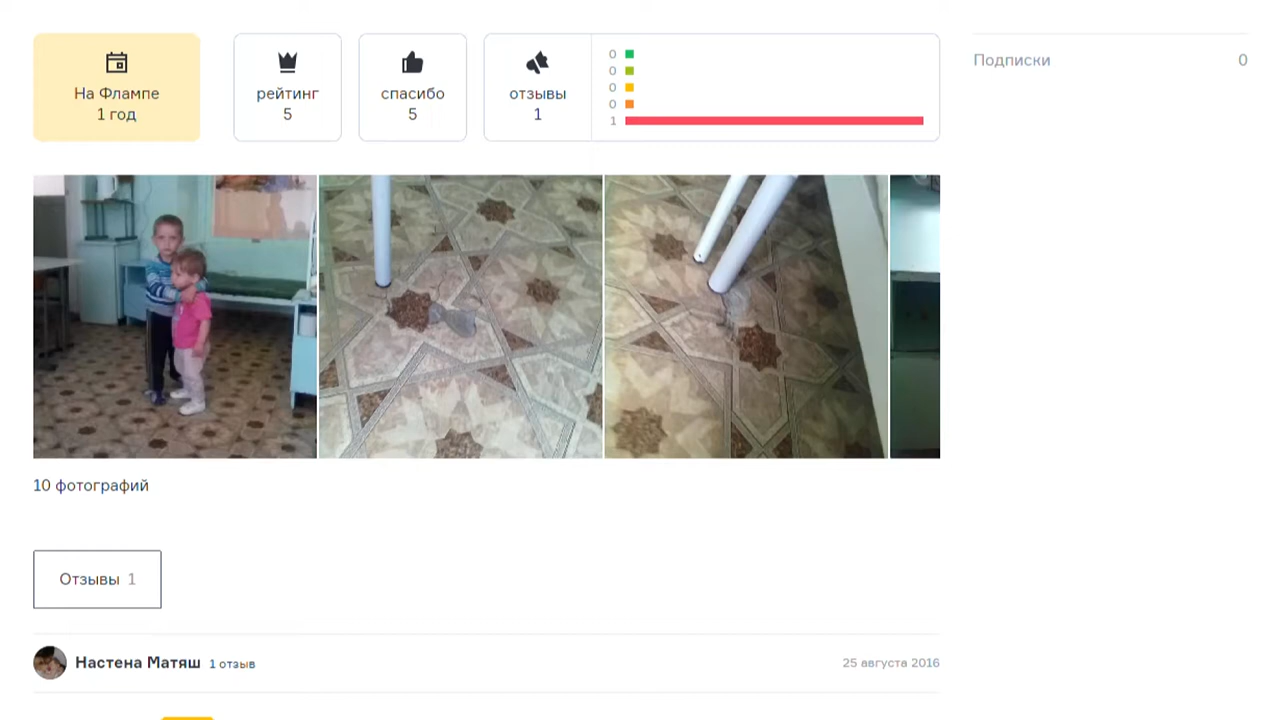 На Флампе
1 год
рейтинг
5
спасибо
5
отзывы
1
0
0
0
0
1
Подписки 0
10 фотографий
Отзывы 1
Настена Матяш 1 отзыв 25 августа 2016